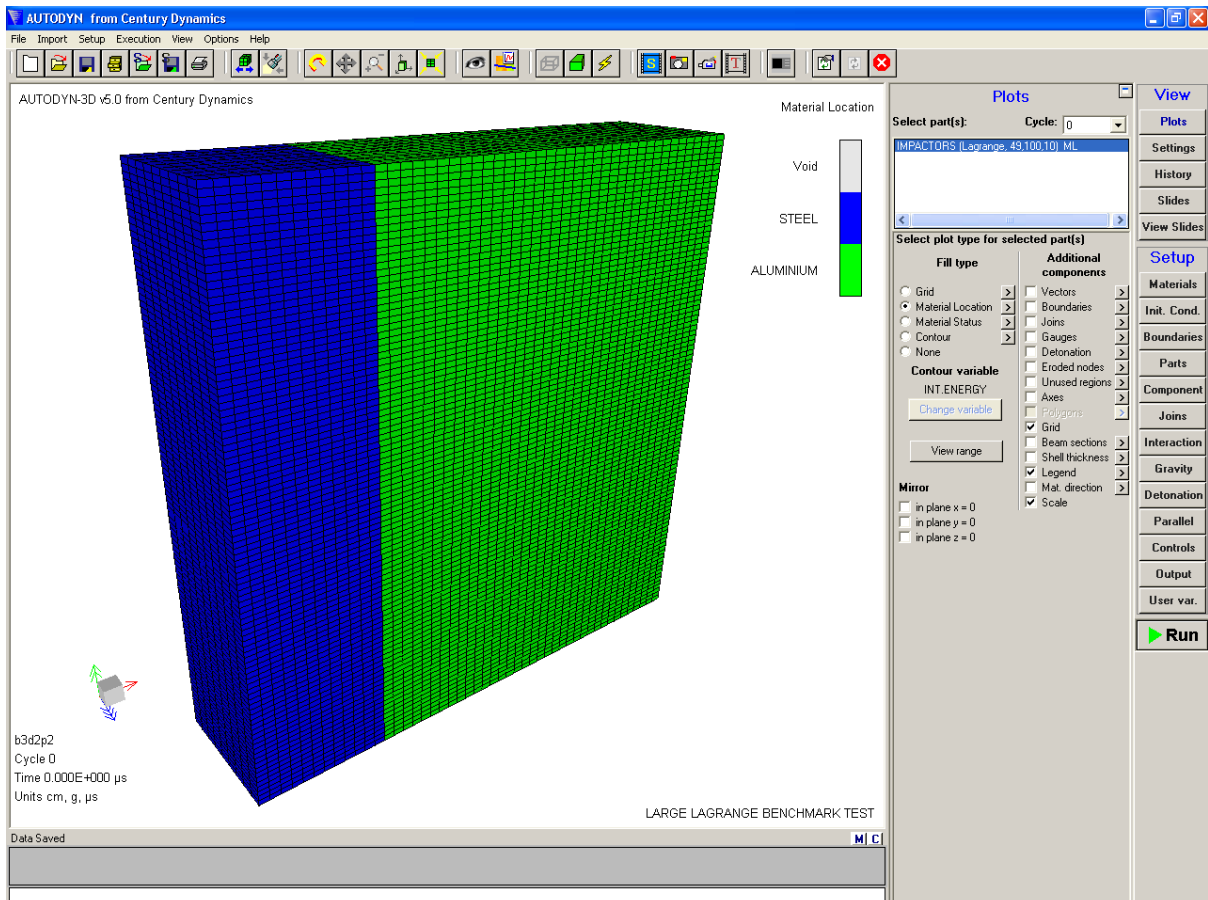 AUTODYN from Century Dynamics
File Import Setup Execution View Options Help
AUTODYN-3D v5.0 from Century Dynamics
Material Location
Void
STEEL
ALUMINIUM
b3d2p2
Cycle 0
Time 0.000E+000 µs
Units cm, g, µs
LARGE LAGRANGE BENCHMARK TEST
Data Saved
M C
Plots
Select part(s): Cycle: 0
IMPACTORS (Lagrange, 49,100,10) ML
Select plot type for selected part(s)
Fill type
Grid
Material Location
Material Status
Contour
None
Contour variable
INT.ENERGY
Change variable
View range
Mirror
in plane x = 0
in plane y = 0
in plane z = 0
Additional
components
Vectors
Boundaries
Joins
Gauges
Detonation
Eroded nodes
Unused regions
Axes
Polygons
Grid
Beam sections
Shell thickness
Legend
Mat. direction
Scale
View
Plots
Settings
History
Slides
View Slides
Setup
Materials
Init. Cond.
Boundaries
Parts
Component
Joins
Interaction
Gravity
Detonation
Parallel
Controls
Output
User var.
Run